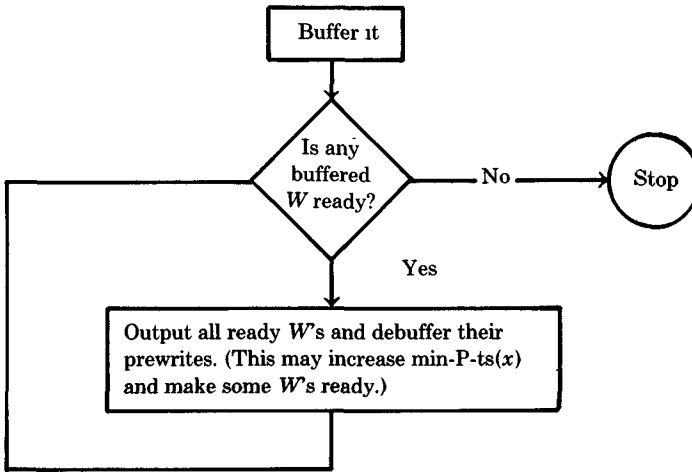 Buffer it
Is any
buffered
W ready?
No
Stop
Yes
Output all ready W's and debuffer their
prewrites. (This may increase min-P-ts(x)
and make some W's ready.)